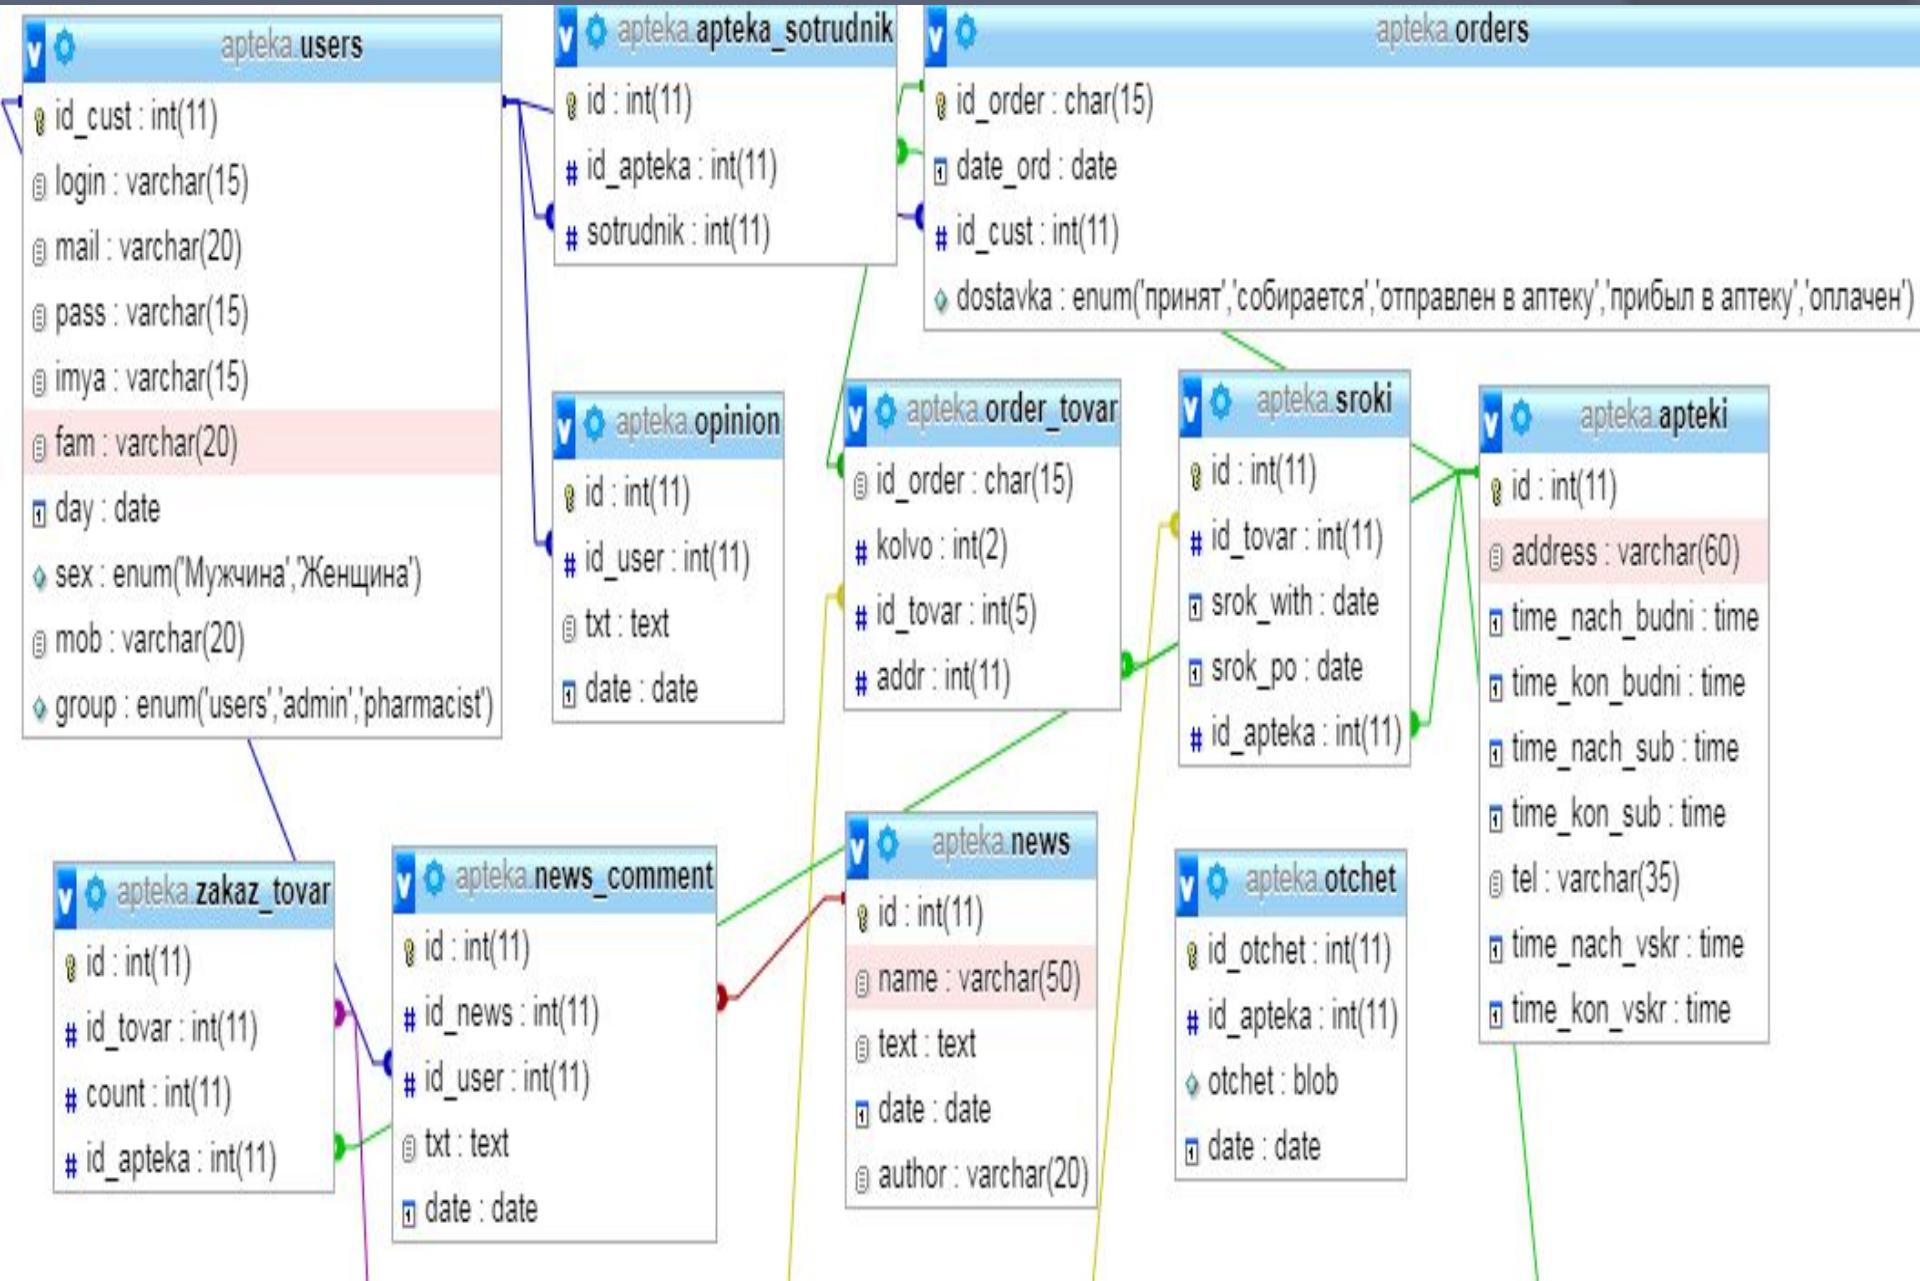 apteka.users
id_cust : int(11)
login : varchar(15)
mail : varchar(20)
pass : varchar(15)
imya : varchar(15)
fam : varchar(20)
day : date
sex : enum('Мужчина','Женщина')
mob : varchar(20)
group : enum('users','admin','pharmacist')
apteka.apteka_sotrudnik
id : int(11)
id_apteka : int(11)
sotrudnik : int(11)
apteka.orders
id_order : char(15)
date_ord : date
id_cust : int(11)
dostavka : enum('принят','собирается','отправлен в аптеку','прибыл в аптеку','оплачен')
apteka.opinion
id : int(11)
id_user : int(11)
txt : text
date : date
apteka.order_tovar
id_order : char(15)
kolvo : int(2)
id_tovar : int(5)
addr : int(11)
apteka.sroki
id : int(11)
id_tovar : int(11)
srok_with : date
srok_po : date
id_apteka : int(11)
apteka.apteki
id : int(11)
address : varchar(60)
time_nach_budni : time
time_kon_budni : time
time_nach_sub : time
time_kon_sub : time
tel : varchar(35)
time_nach_vskr : time
time_kon_vskr : time
apteka.zakaz_tovar
id : int(11)
id_tovar : int(11)
count : int(11)
id_apteka : int(11)
apteka.news_comment
id : int(11)
id_news : int(11)
id_user : int(11)
txt : text
date : date
apteka.news
id : int(11)
name : varchar(50)
text : text
date : date
author : varchar(20)
apteka.otchet
id_otchet : int(11)
id_apteka : int(11)
otchet : blob
date : date